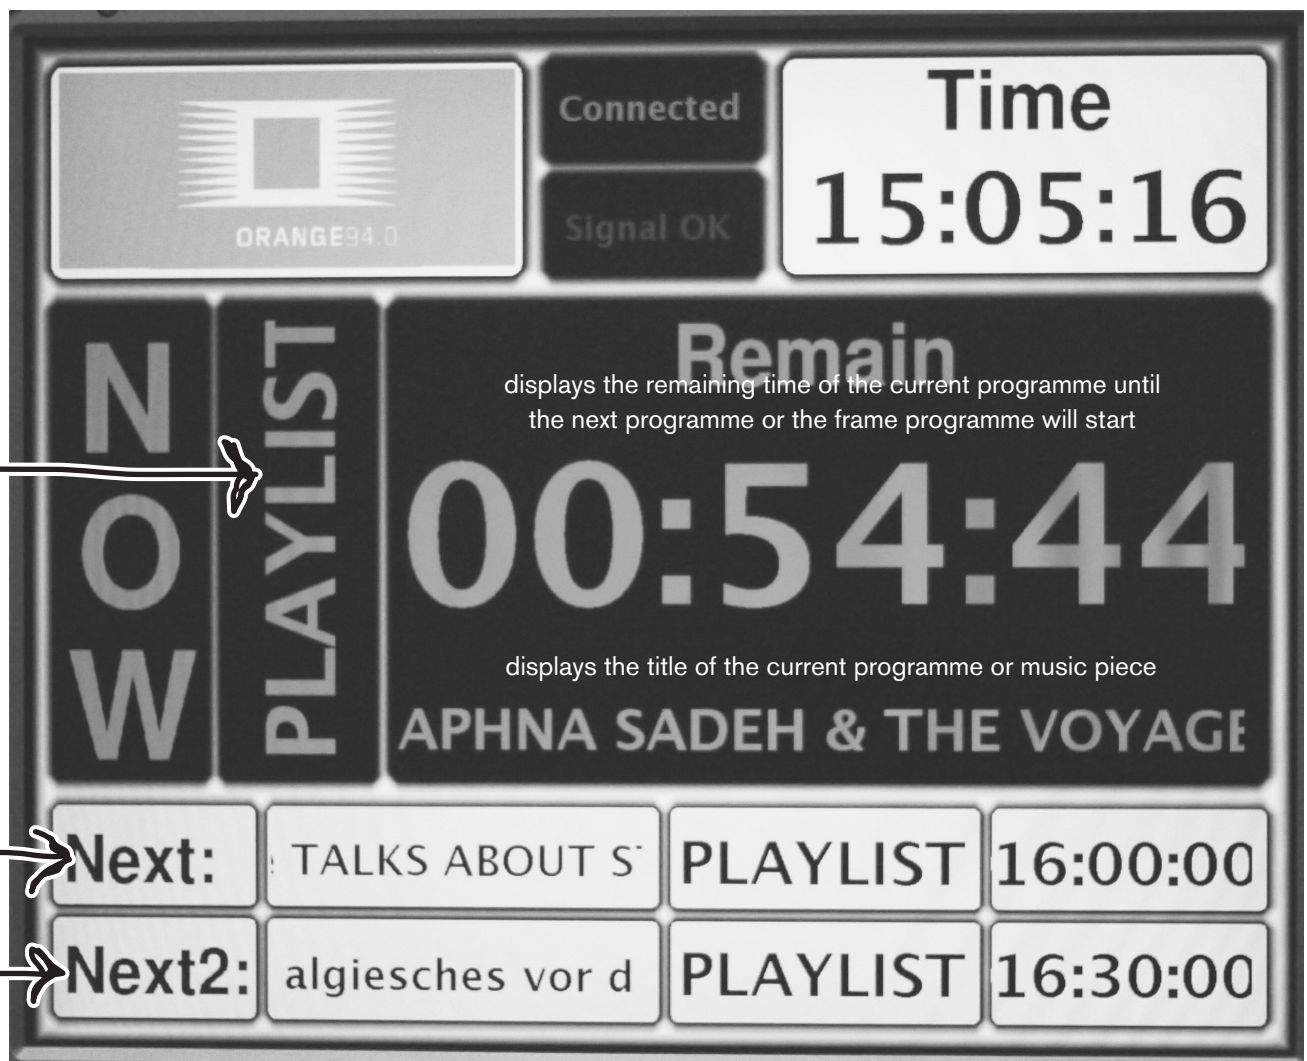 ORANGE94.0
Connected
Signal OK
Time
15:05:16
NOW
PLAYLIST
Remain
displays the remaining time of the current programme until
the next programme or the frame programme will start
00:54:44
displays the title of the current programme or music piece
APHNA SADEH & THE VOYAGE
Next: TALKS ABOUT PLAYLIST 16:00:00
Next2: algiesches vor d PLAYLIST 16:30:00